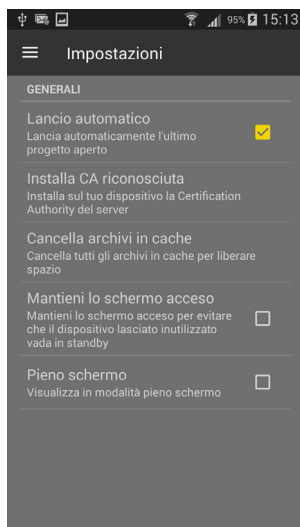 95% 15:13
Impostazioni
GENERALI
Lancio automatico
Lancia automaticamente l'ultimo
progetto aperto
Installa CA riconosciuta
Installa sul tuo dispositivo la Certification
Authority del server
Cancella archivi in cache
Cancella tutti gli archivi in cache per liberare
spazio
Mantieni lo schermo acceso
Mantieni lo schermo acceso per evitare
che il dispositivo lasciato inutilizzato
vada in standby
Pieno schermo
Visualizza in modalità pieno schermo